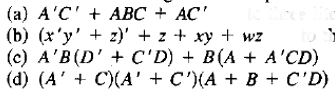 (a) A'C' + ABC + AC'
(b) (x'y' + z)' + z + xy + wz
(c) A'B(D' + C'D) + B(A + A'CD)
(d) (A' + C)(A' + C')(A + B + C'D)